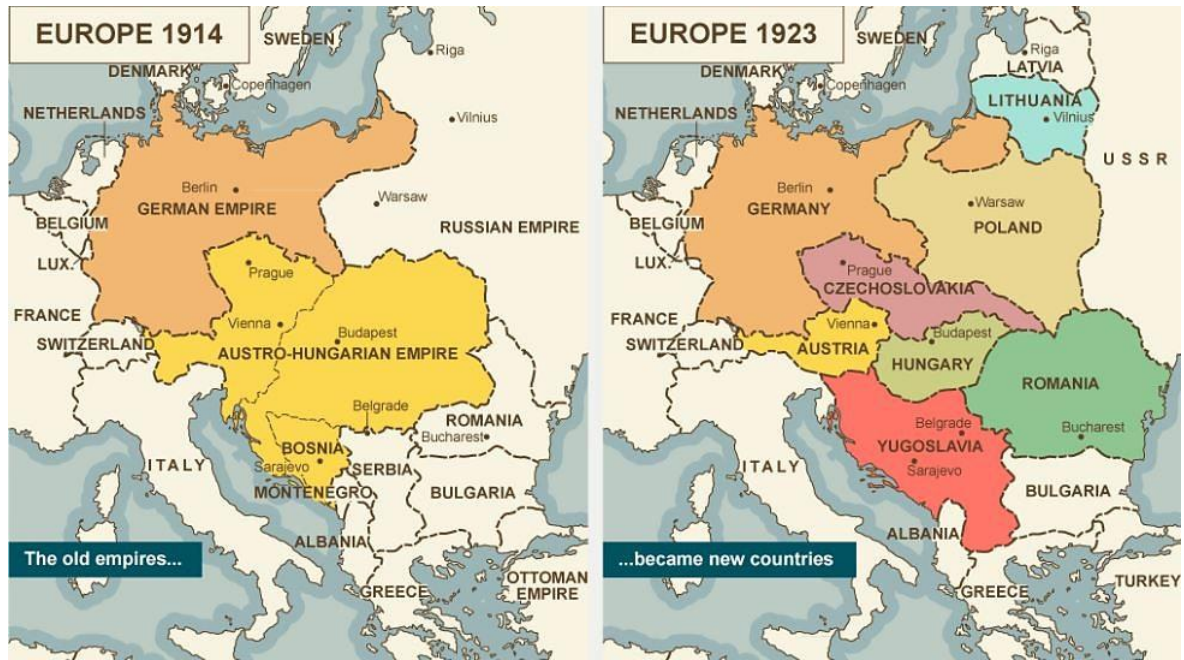 EUROPE 1914
SWEDEN
Riga
DENMARK
Copenhagen
NETHERLANDS
Vilnius
Berlin
GERMAN EMPIRE
Warsaw
BELGIUM
RUSSIAN EMPIRE
LUX.
Prague
FRANCE
Vienna
Budapest
SWITZERLAND
AUSTRO-HUNGARIAN EMPIRE
Belgrade
ROMANIA
Bucharest
BOSNIA
ITALY
Sarajevo
SERBIA
MONTENEGRO
BULGARIA
ALBANIA
The old empires...
OTTOMAN
EMPIRE
GREECE
EUROPE 1923
SWEDEN
Riga
LATVIA
DENMARK
Copenhagen
LITHUANIA
NETHERLANDS
Vilnius
USSR
Berlin
Warsaw
GERMANY
BELGIUM
POLAND
LUX.
Prague
CZECHOSLOVAKIA
FRANCE
Vienna
Budapest
SWITZERLAND
AUSTRIA
HUNGARY
ROMANIA
Belgrade
Bucharest
YUGOSLAVIA
ITALY
Sarajevo
BULGARIA
ALBANIA
...became new countries
TURKEY
GREECE